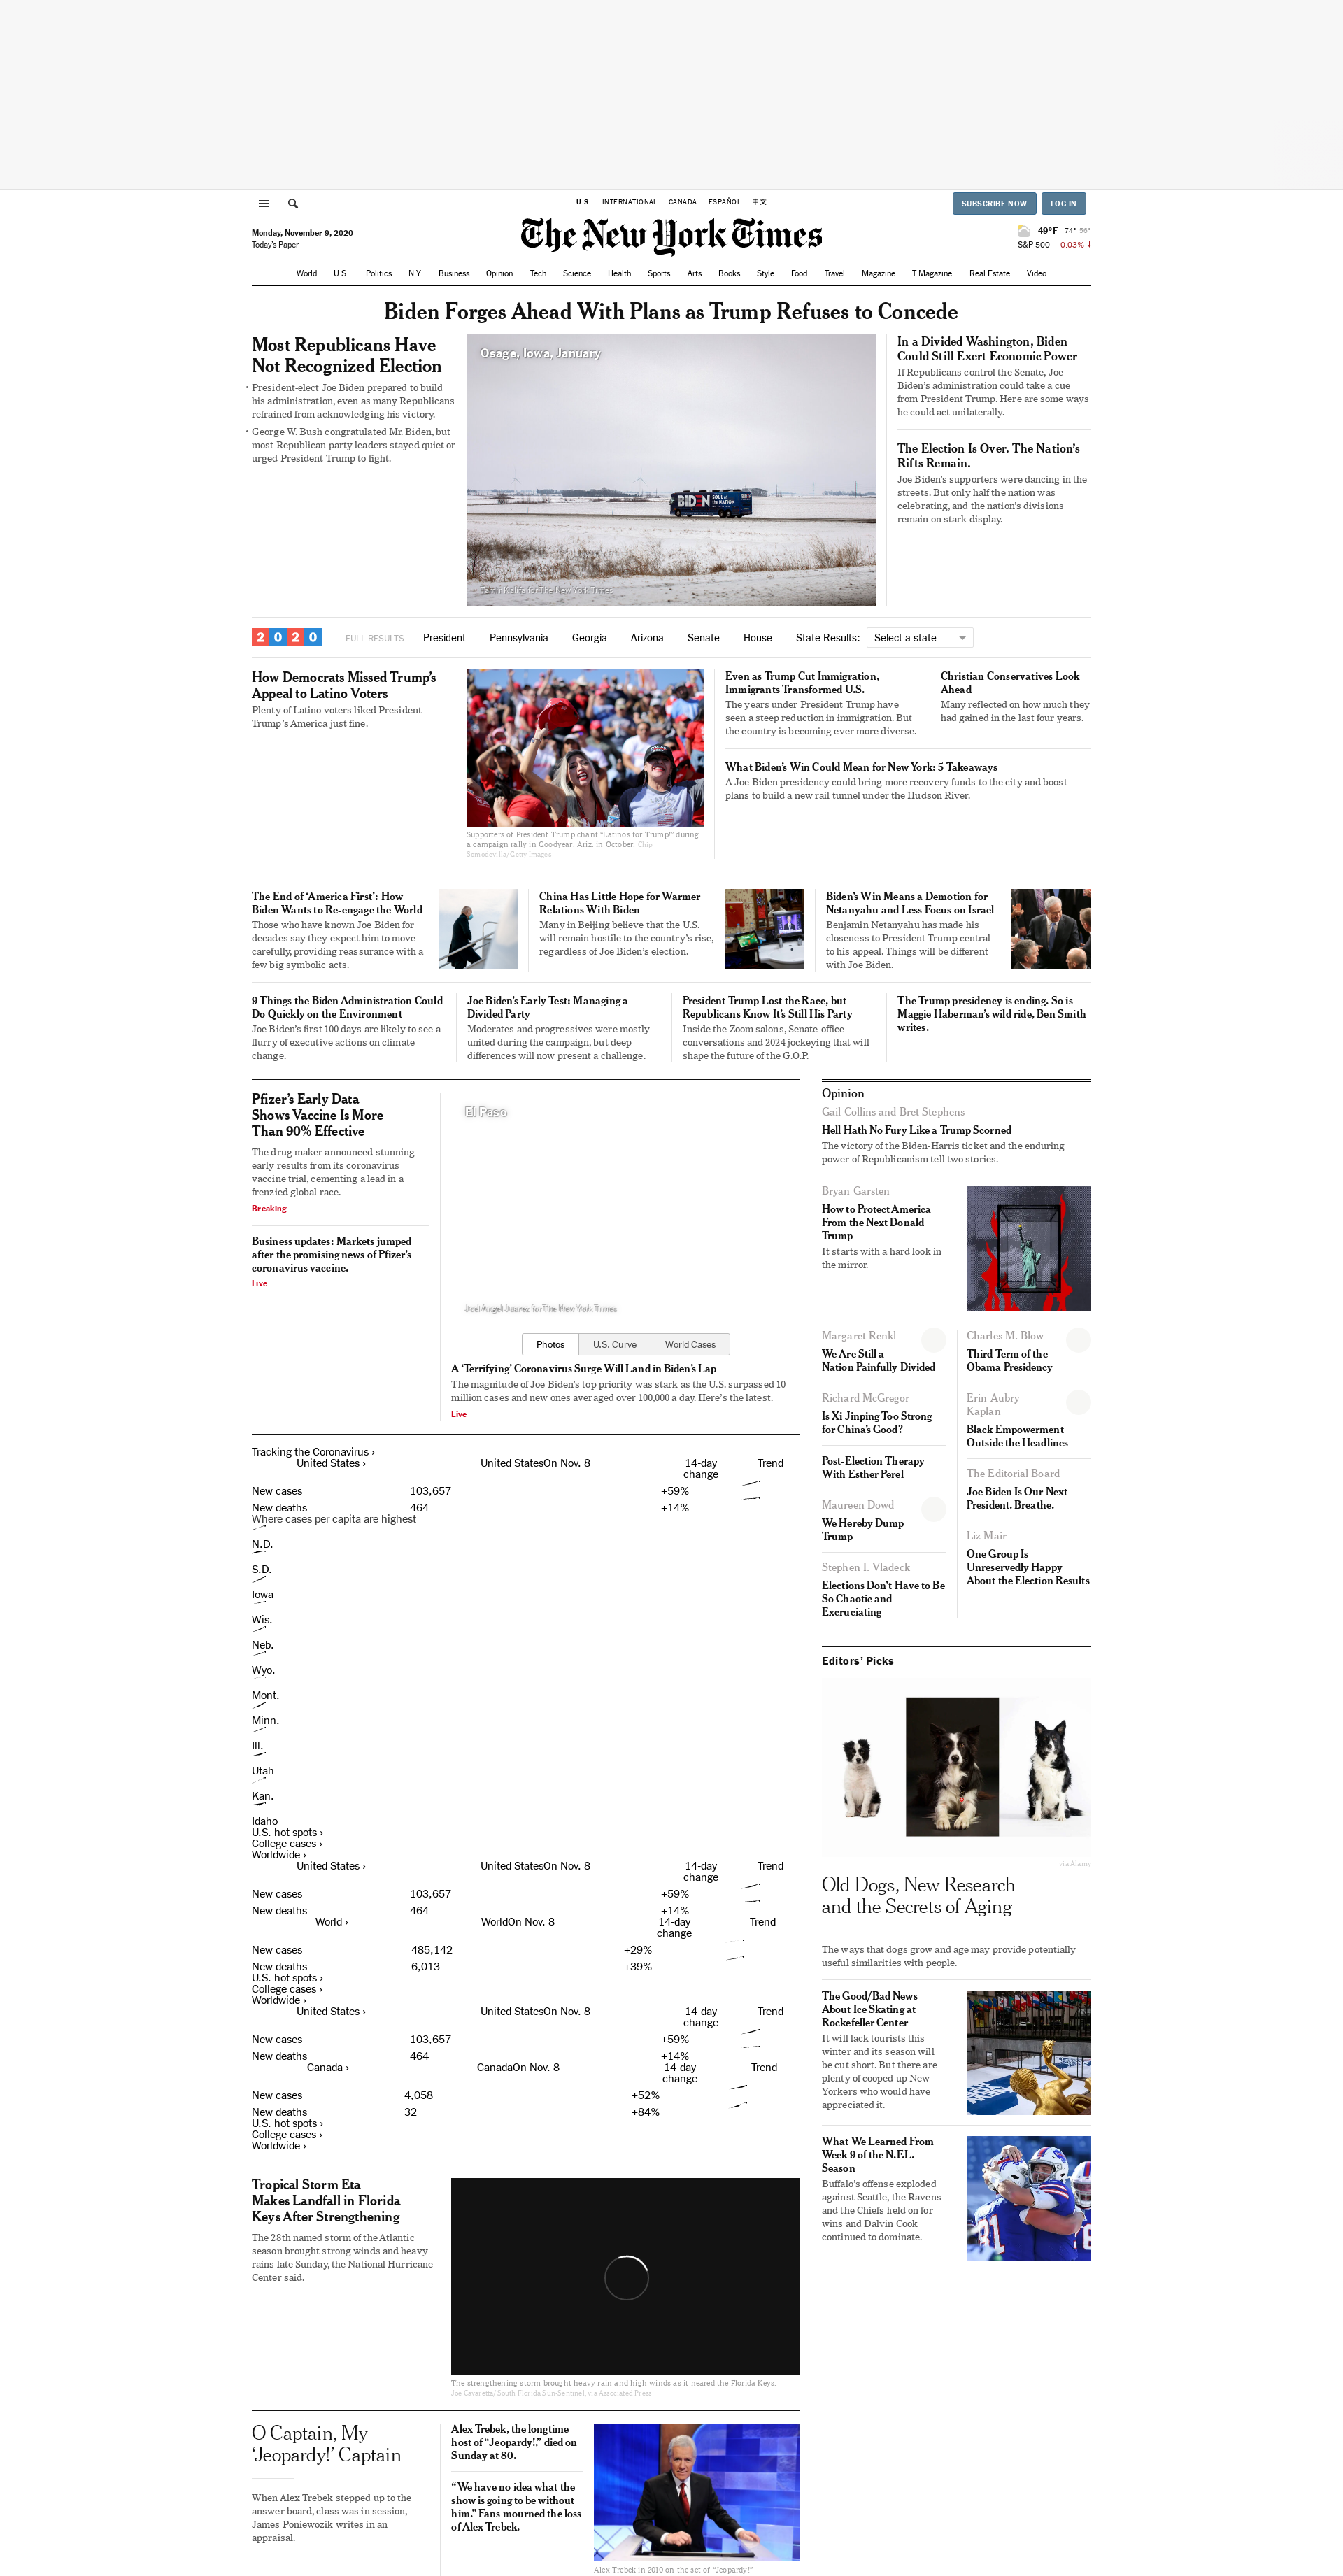 U.S. INTERNATIONAL CANADA ESPAÑOL 中文
SUBSCRIBE NOW LOG IN
Monday, November 9, 2020
Today's Paper
The New York Times
49°F 74° 56°
S&P 500 -0.03% ↓
World U.S. Politics N.Y. Business Opinion Tech Science Health Sports Arts Books Style Food Travel Magazine T Magazine Real Estate Video
Biden Forges Ahead With Plans as Trump Refuses to Concede
Most Republicans Have
Not Recognized Election
• President-elect Joe Biden prepared to build
his administration, even as many Republicans
refrained from acknowledging his victory.
• George W. Bush congratulated Mr. Biden, but
most Republican party leaders stayed quiet or
urged President Trump to fight.
Osage, Iowa, January
BIDEN SOUL of the NATION
In a Divided Washington, Biden
Could Still Exert Economic Power
If Republicans control the Senate, Joe
Biden's administration could take a cue
from President Trump. Here are some ways
he could act unilaterally.
The Election Is Over. The Nation's
Rifts Remain.
Joe Biden's supporters were dancing in the
streets. But only half the nation was
celebrating, and the nation's divisions
remain on stark display.
2020 FULL RESULTS President Pennsylvania Georgia Arizona Senate House State Results: Select a state
How Democrats Missed Trump's
Appeal to Latino Voters
Plenty of Latino voters liked President
Trump's America just fine.
Supporters of President Trump chant “Latinos for Trump!” during
a campaign rally in Goodyear, Ariz. in October. Chip
Somodevilla/Getty Images
Even as Trump Cut Immigration,
Immigrants Transformed U.S.
The years under President Trump have
seen a steep reduction in immigration. But
the country is becoming ever more diverse.
Christian Conservatives Look
Ahead
Many reflected on how much they
had gained in the last four years.
What Biden's Win Could Mean for New York: 5 Takeaways
A Joe Biden presidency could bring more recovery funds to the city and boost
plans to build a new rail tunnel under the Hudson River.
The End of ‘America First’: How
Biden Wants to Re-engage the World
Those who have known Joe Biden for
decades say they expect him to move
carefully, providing reassurance with a
few big symbolic acts.
China Has Little Hope for Warmer
Relations With Biden
Many in Beijing believe that the U.S.
will remain hostile to the country's rise,
regardless of Joe Biden's election.
Biden's Win Means a Demotion for
Netanyahu and Less Focus on Israel
Benjamin Netanyahu has made his
closeness to President Trump central
to his appeal. Things will be different
with Joe Biden.
9 Things the Biden Administration Could
Do Quickly on the Environment
Joe Biden's first 100 days are likely to see a
flurry of executive actions on climate
change.
Joe Biden's Early Test: Managing a
Divided Party
Moderates and progressives were mostly
united during the campaign, but deep
differences will now present a challenge.
President Trump Lost the Race, but
Republicans Know It's Still His Party
Inside the Zoom salons, Senate-office
conversations and 2024 jockeying that will
shape the future of the G.O.P.
The Trump presidency is ending. So is
Maggie Haberman's wild ride, Ben Smith
writes.
Pfizer's Early Data
Shows Vaccine Is More
Than 90% Effective
The drug maker announced stunning
early results from its coronavirus
vaccine trial, cementing a lead in a
frenzied global race.
Breaking
Business updates: Markets jumped
after the promising news of Pfizer's
coronavirus vaccine.
Live
El Paso
Joel Angel Juarez for The New York Times
Photos U.S. Curve World Cases
A ‘Terrifying’ Coronavirus Surge Will Land in Biden's Lap
The magnitude of Joe Biden's top priority was stark as the U.S. surpassed 10
million cases and new ones averaged over 100,000 a day. Here's the latest.
Live
Tracking the Coronavirus ›
United States › United StatesOn Nov. 8 14-day
change Trend
New cases 103,657 +59%
New deaths 464 +14%
Where cases per capita are highest
N.D.
S.D.
Iowa
Wis.
Neb.
Wyo.
Mont.
Minn.
Ill.
Utah
Kan.
Idaho
U.S. hot spots ›
College cases ›
Worldwide ›
United States › United StatesOn Nov. 8 14-day
change Trend
New cases 103,657 +59%
New deaths 464 +14%
World › WorldOn Nov. 8 14-day
change Trend
New cases 485,142 +29%
New deaths 6,013 +39%
U.S. hot spots ›
College cases ›
Worldwide ›
United States › United StatesOn Nov. 8 14-day
change Trend
New cases 103,657 +59%
New deaths 464 +14%
Canada › CanadaOn Nov. 8 14-day
change Trend
New cases 4,058 +52%
New deaths 32 +84%
U.S. hot spots ›
College cases ›
Worldwide ›
Tropical Storm Eta
Makes Landfall in Florida
Keys After Strengthening
The 28th named storm of the Atlantic
season brought strong winds and heavy
rains late Sunday, the National Hurricane
Center said.
The strengthening storm brought heavy rain and high winds as it neared the Florida Keys.
Joe Cavaretta/South Florida Sun-Sentinel, via Associated Press
O Captain, My
‘Jeopardy!’ Captain
When Alex Trebek stepped up to the
answer board, class was in session,
James Poniewozik writes in an
appraisal.
Alex Trebek, the longtime
host of “Jeopardy!,” died on
Sunday at 80.
“We have no idea what the
show is going to be without
him.” Fans mourned the loss
of Alex Trebek.
Alex Trebek in 2010 on the set of “Jeopardy!”
Opinion
Gail Collins and Bret Stephens
Hell Hath No Fury Like a Trump Scorned
The victory of the Biden-Harris ticket and the enduring
power of Republicanism tell two stories.
Bryan Garsten
How to Protect America
From the Next Donald
Trump
It starts with a hard look in
the mirror.
Margaret Renkl
We Are Still a
Nation Painfully Divided
Richard McGregor
Is Xi Jinping Too Strong
for China's Good?
Post-Election Therapy
With Esther Perel
Maureen Dowd
We Hereby Dump
Trump
Stephen I. Vladeck
Elections Don't Have to Be
So Chaotic and
Excruciating
Charles M. Blow
Third Term of the
Obama Presidency
Erin Aubry
Kaplan
Black Empowerment
Outside the Headlines
The Editorial Board
Joe Biden Is Our Next
President. Breathe.
Liz Mair
One Group Is
Unreservedly Happy
About the Election Results
Editors' Picks
via Alamy
Old Dogs, New Research
and the Secrets of Aging
The ways that dogs grow and age may provide potentially
useful similarities with people.
The Good/Bad News
About Ice Skating at
Rockefeller Center
It will lack tourists this
winter and its season will
be cut short. But there are
plenty of cooped up New
Yorkers who would have
appreciated it.
What We Learned From
Week 9 of the N.F.L.
Season
Buffalo's offense exploded
against Seattle, the Ravens
and the Chiefs held on for
wins and Dalvin Cook
continued to dominate.